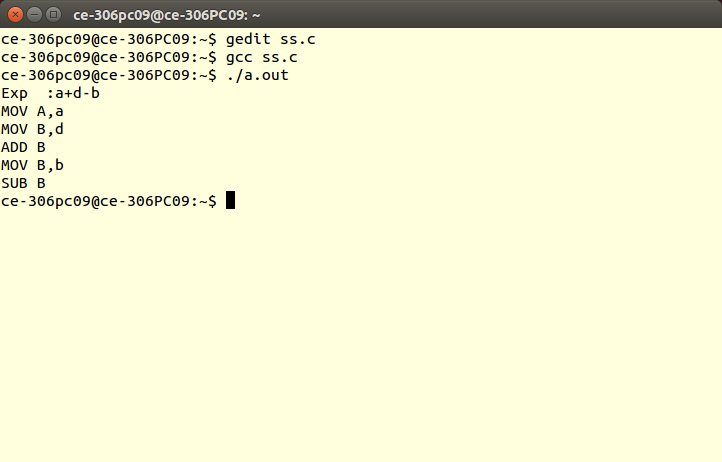 ce-306pc09@ce-306PC09: ~
ce-306pc09@ce-306PC09:~$ gedit ss.c
ce-306pc09@ce-306PC09:~$ gcc ss.c
ce-306pc09@ce-306PC09:~$ ./a.out
Exp  :a+d-b
MOV A,a
MOV B,d
ADD B
MOV B,b
SUB B
ce-306pc09@ce-306PC09:~$